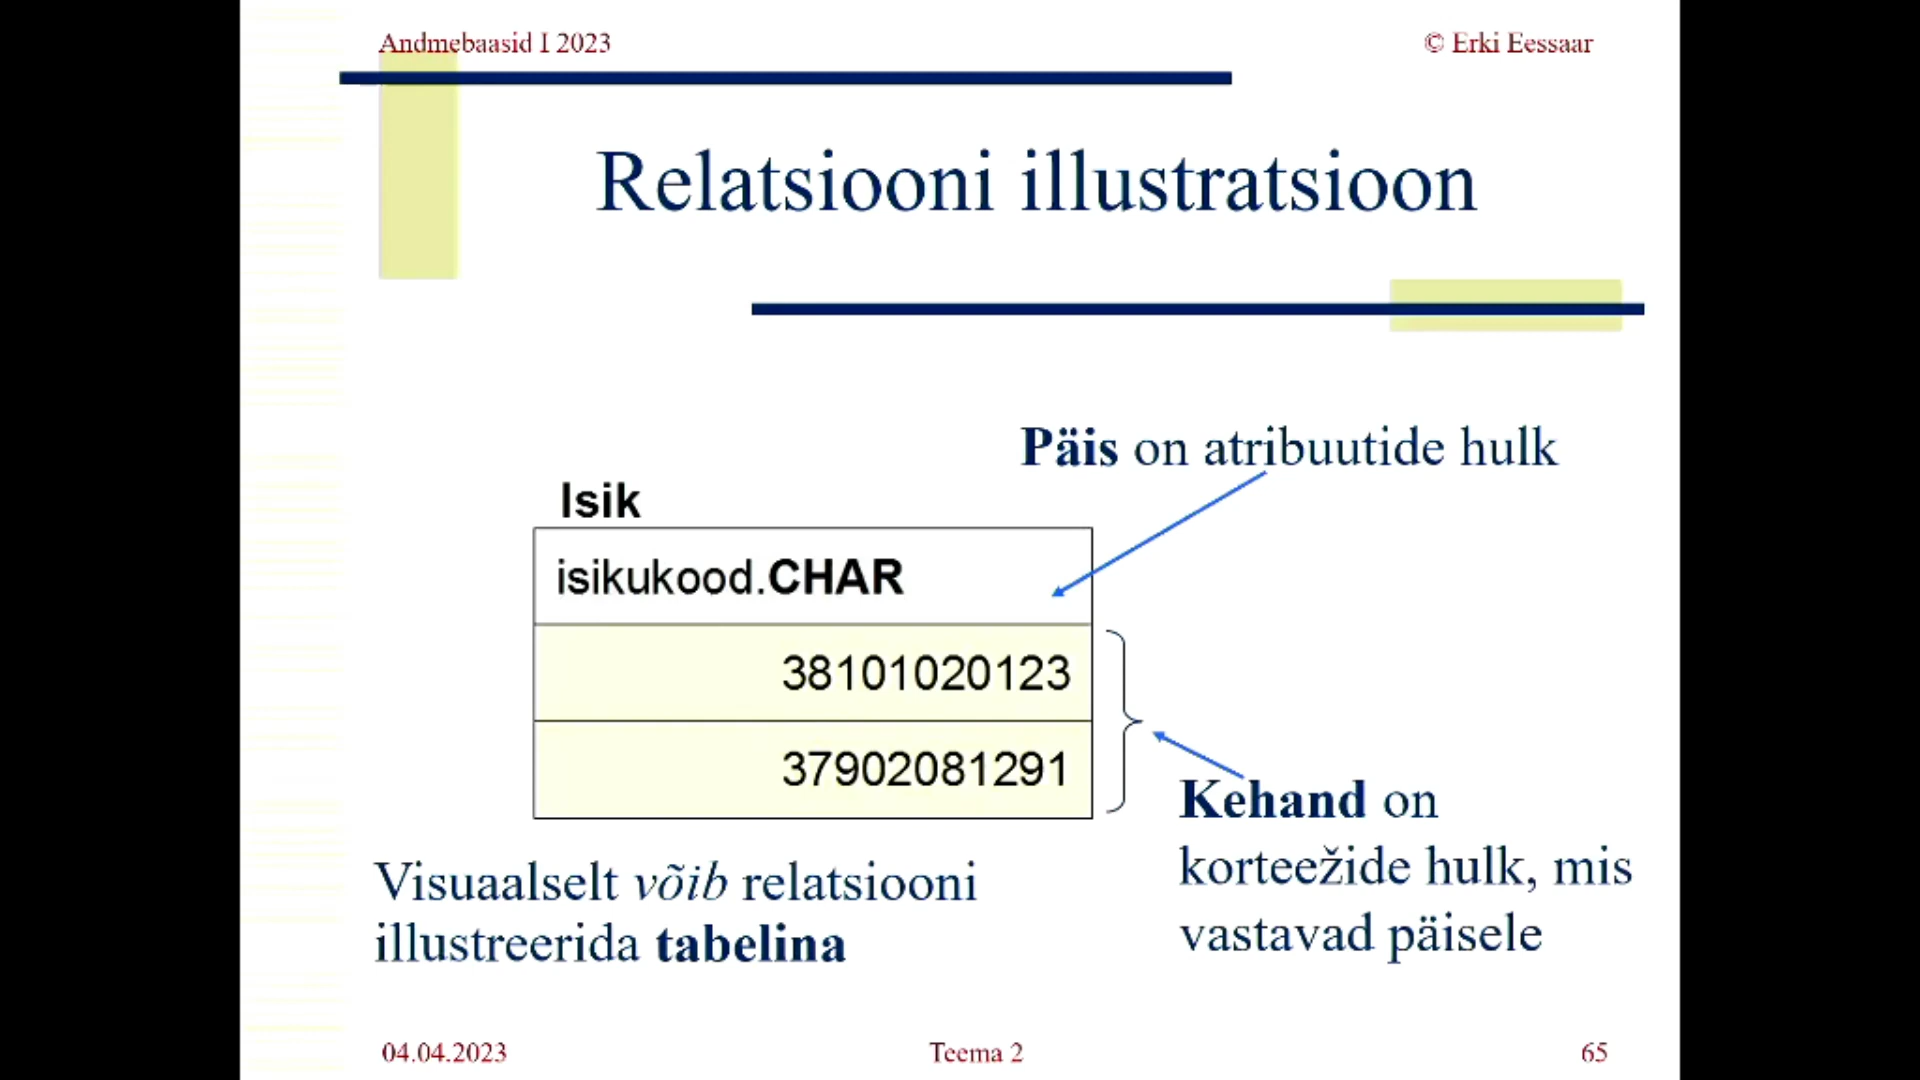 Andmebaasid I 2023
© Erki Eessaar
Relatsiooni illustratsioon
Päis on atribuutide hulk
Isik
isikukood.CHAR
38101020123
37902081291
Kehand on
korteežide hulk, mis
vastavad päisele
Visuaalselt võib relatsiooni
illustreerida tabelina
04.04.2023
Teema 2
65